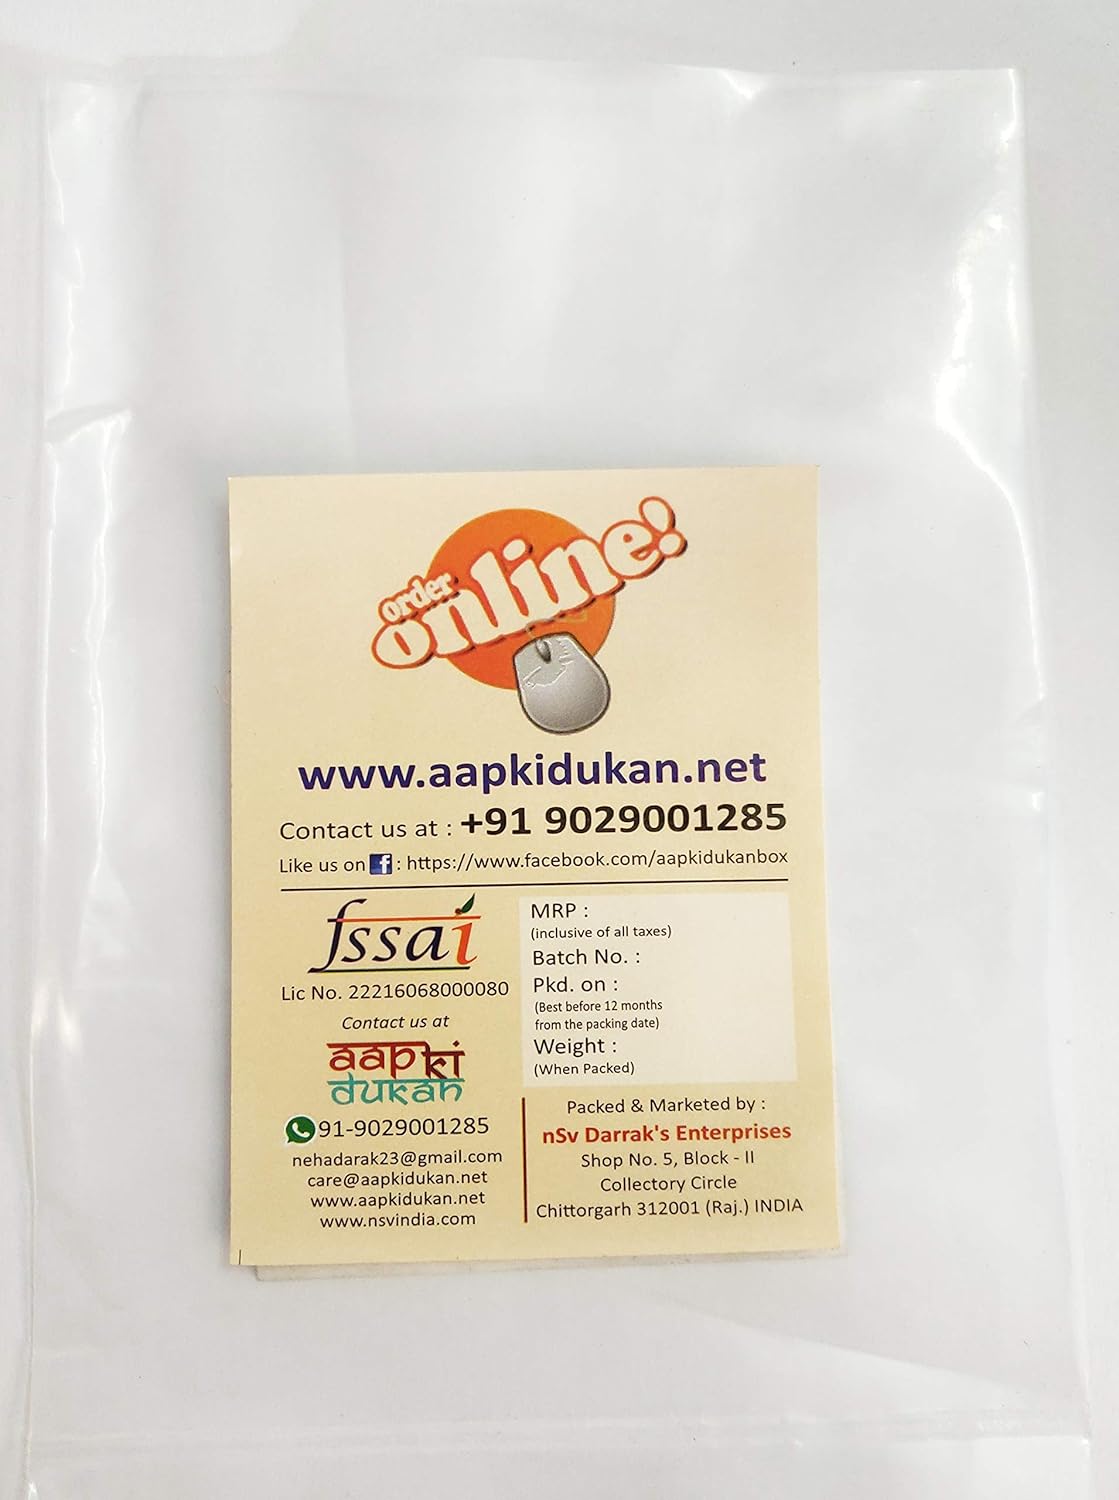 order
online!
www.aapkidukan.net
Contact us at : +91 9029001285
Like us on f : https://www.facebook.com/aapkidukanbox
fssai
Lic No. 22216068000080
Contact us at
aapki
dukan
91-9029001285
nehadarak23@gmail.com
care@aapkidukan.net
www.aapkidukan.net
www.nsvindia.com
MRP :
(inclusive of all taxes)
Batch No. :
Pkd. on :
(Best before 12 months
from the packing date)
Weight :
(When Packed)
Packed & Marketed by :
nSv Darrak's Enterprises
Shop No. 5, Block - II
Collectory Circle
Chittorgarh 312001 (Raj.) INDIA